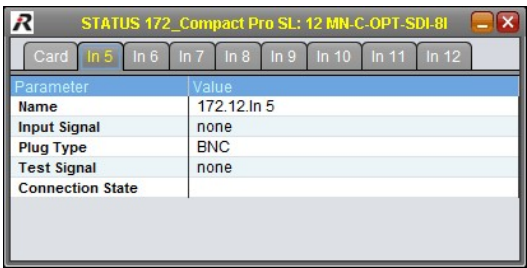 R STATUS 172_Compact Pro SL: 12 MN-C-OPT-SDI-8I
Card In 5 In 6 In 7 In 8 In 9 In 10 In 11 In 12
Parameter Value
Name 172.12.In 5
Input Signal none
Plug Type BNC
Test Signal none
Connection State